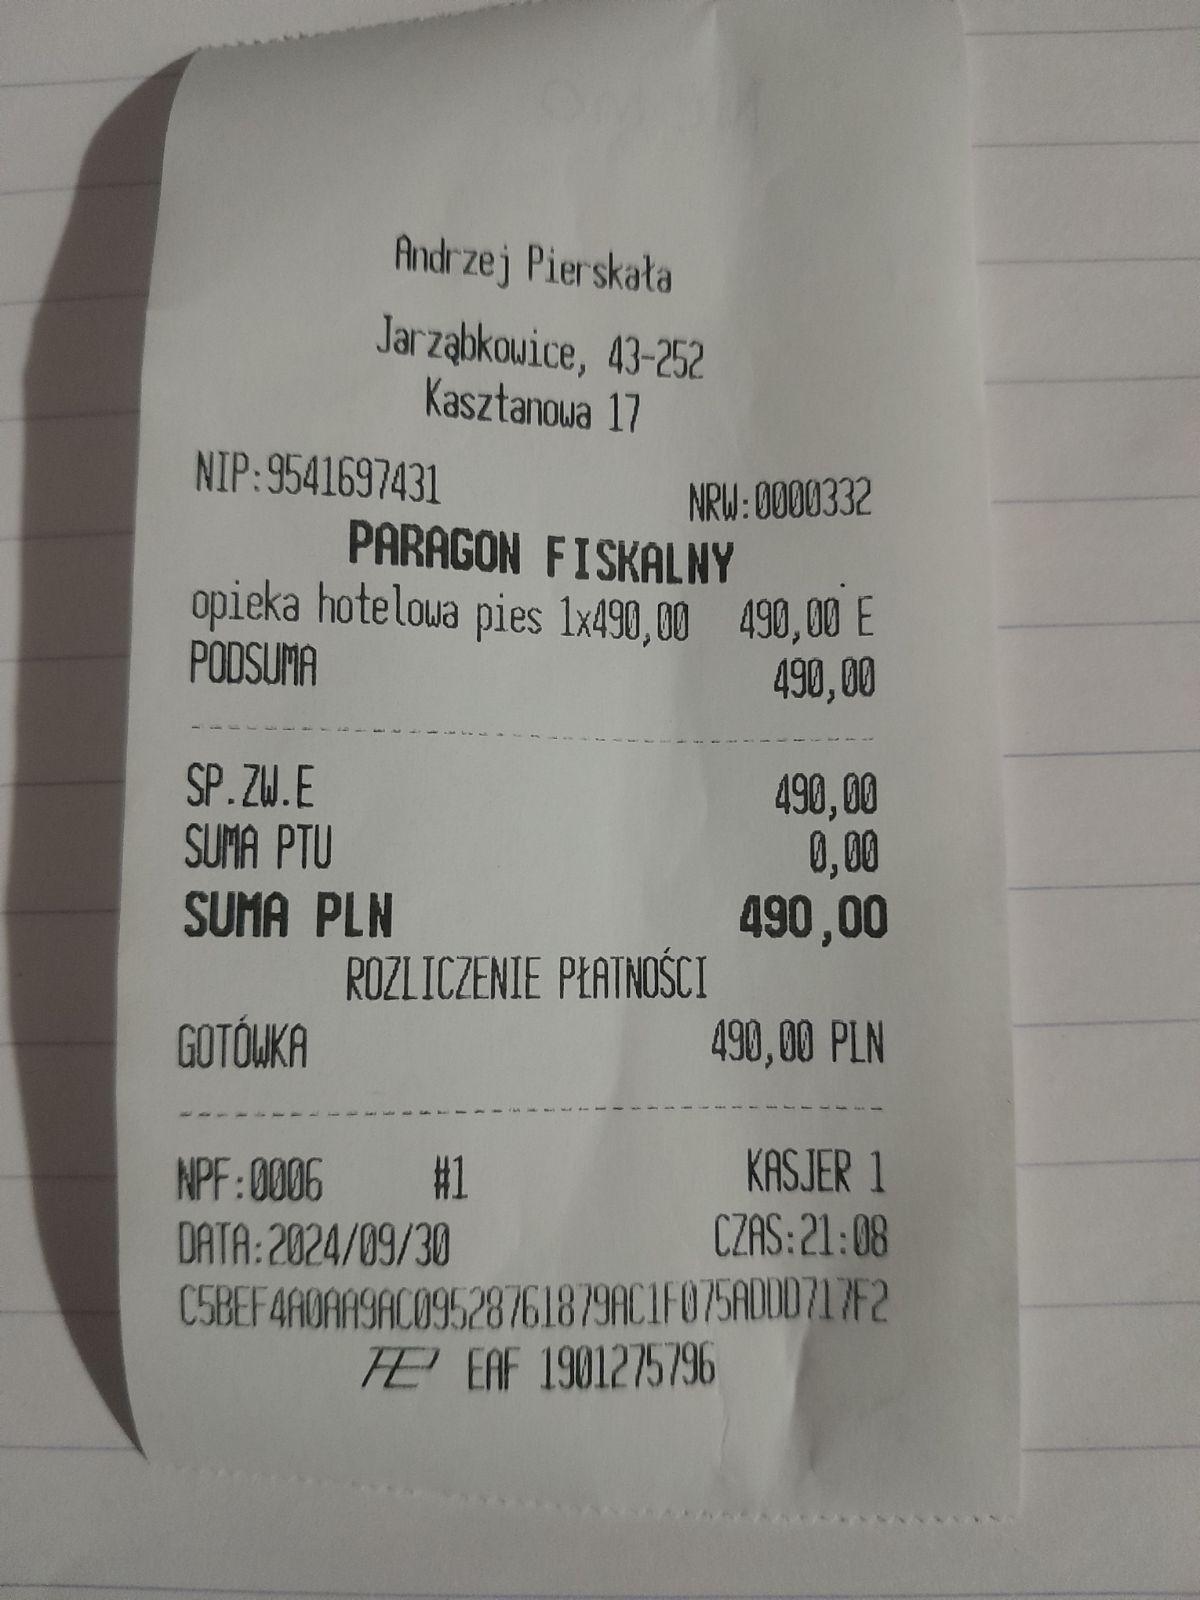 Andrzej Pierskała
Jarząbkowice, 43-252
Kasztanowa 17
NIP:9541697431 NRW:0000332
PARAGON FISKALNY
opieka hotelowa pies 1x490,00 490,00 E
PODSUMA 490,00
SP.ZW.E 490,00
SUMA PTU 0,00
SUMA PLN 490,00
ROZLICZENIE PŁATNOŚCI
GOTÓWKA 490,00 PLN
NPF:0006 #1 KASJER 1
DATA:2024/09/30 CZAS:21:08
C5BEF4A0AA9AC09528761879AC1F075ADDD717F2
EAF 1901275796